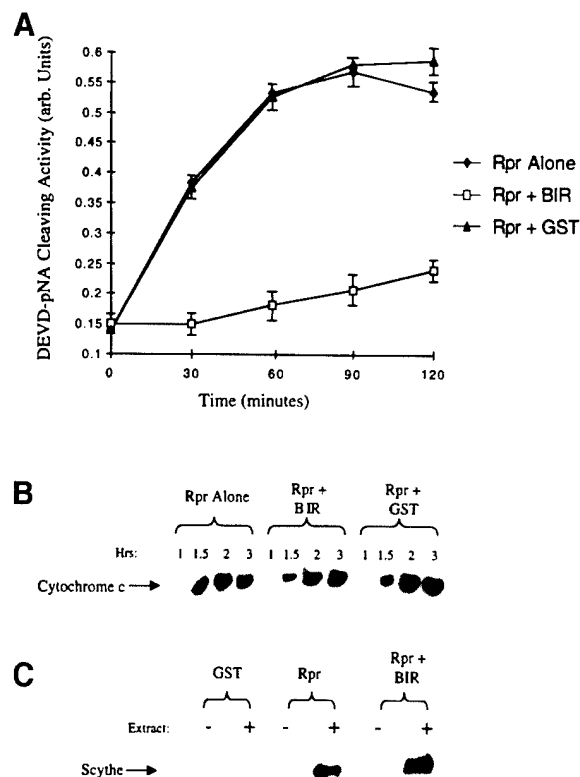 A
DEVD-pNA Cleaving Activity (arb. Units)
0.6
0.55
0.5
0.45
0.4
0.35
0.3
0.25
0.2
0.15
0.1
0 30 60 90 120
Time (minutes)
Rpr Alone
Rpr + BIR
Rpr + GST
B
Rpr Alone
Rpr +
BIR
Rpr +
GST
Hrs: 1 1.5 2 3 1 1.5 2 3 1 1.5 2 3
Cytochrome c
C
GST
Rpr
Rpr +
BIR
Extract: - + - + - +
Scythe